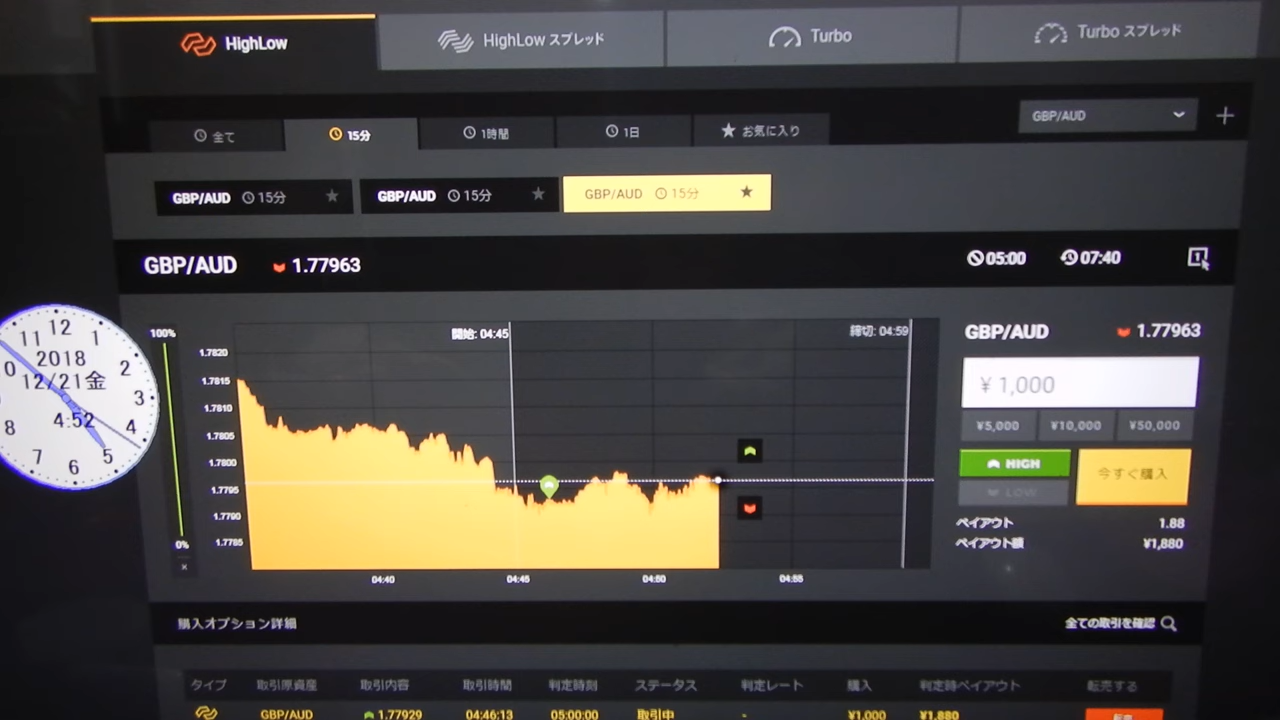 HighLow
HighLow スプレッド
Turbo
Turbo スプレッド
全て
15分
1時間
1日
お気に入り
GBP/AUD
GBP/AUD 15分
GBP/AUD 15分
GBP/AUD 15分
GBP/AUD 1.77963
05:00
07:40
100%
0%
×
開始: 04:45
締切: 04:59
1.7820
1.7815
1.7810
1.7805
1.7800
1.7795
1.7790
1.7785
04:40
04:45
04:50
04:55
GBP/AUD 1.77963
¥ 1,000
¥5,000
¥10,000
¥50,000
HIGH
LOW
今すぐ購入
ペイアウト 1.88
ペイアウト額 ¥1,880
12
1
2
3
4
5
6
7
8
0
11
2018
12/21金
4:52
購入オプション詳細
全ての取引を確認
タイプ 取引原資産 取引内容 取引時間 判定時刻 ステータス 判定レート 購入 判定時ペイアウト 転売する
GBP/AUD 1.77929 04:46:13 05:00:00 取引中 - ¥1,000 ¥1,880 転売